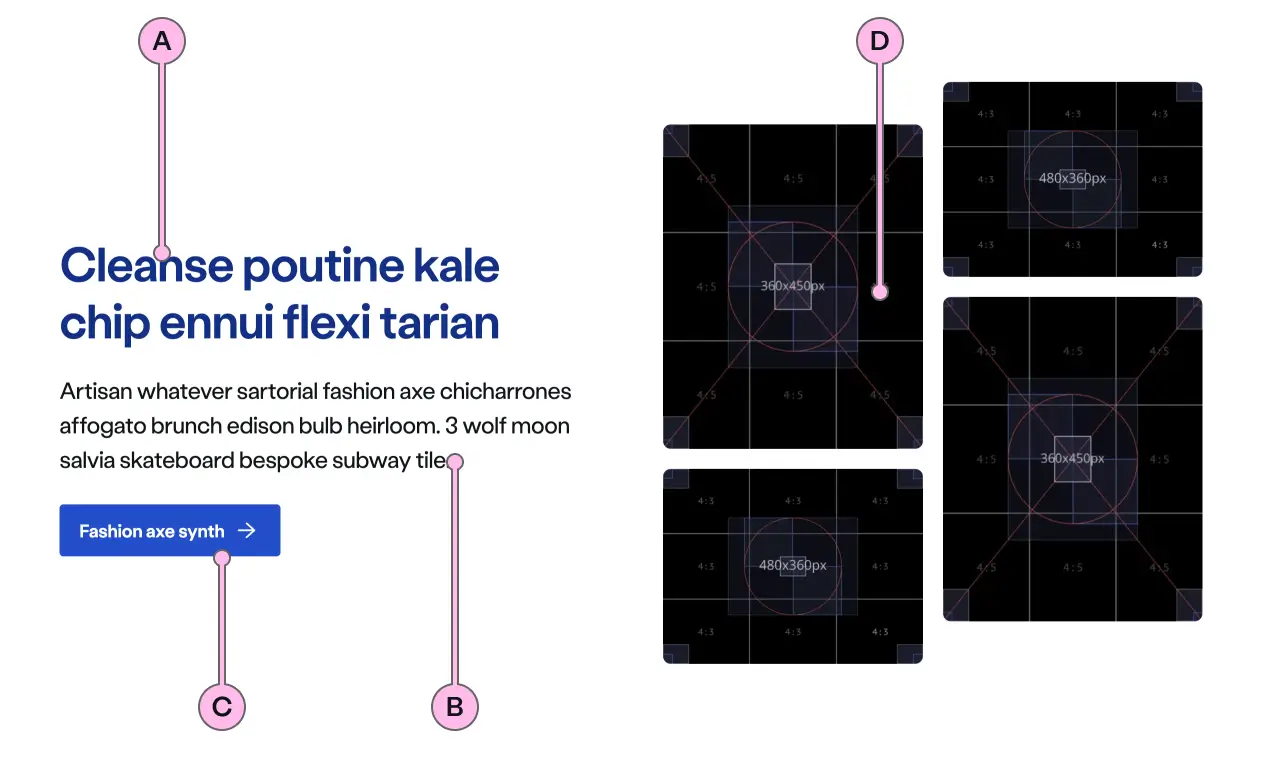 A
D
Cleanse poutine kale
chip ennui flexi tarian
Artisan whatever sartorial fashion axe chicharrones
affogato brunch edison bulb heirloom. 3 wolf moon
salvia skateboard bespoke subway tile
Fashion axe synth →
C
B
4:5 4:5 4:5
4:5 360x450px
4:5 4:5 4:5
4:3 4:3 4:3
4:3 480x360px 4:3
4:3 4:3 4:3
4:3 4:3 4:3
4:3 480x360px 4:3
4:3 4:3 4:3
4:5 4:5 4:5
4:5 360x450px 4:5
4:5 4:5 4:5